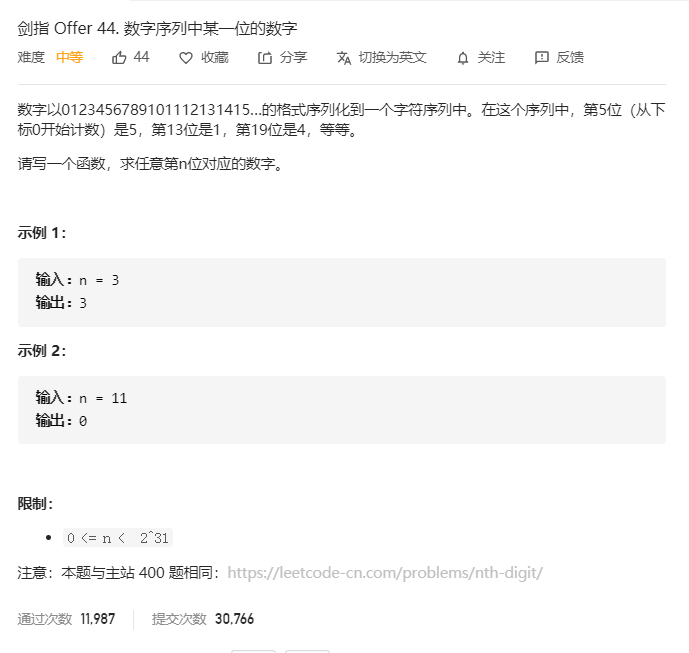 剑指 Offer 44. 数字序列中某一位的数字
难度 中等 44 收藏 分享 切换为英文 关注 反馈
数字以0123456789101112131415…的格式序列化到一个字符序列中。在这个序列中，第5位（从下
标0开始计数）是5，第13位是1，第19位是4，等等。
请写一个函数，求任意第n位对应的数字。
示例 1：
输入：n = 3
输出：3
示例 2：
输入：n = 11
输出：0
限制：
0 <= n < 2^31
注意：本题与主站 400 题相同：https://leetcode-cn.com/problems/nth-digit/
通过次数 11,987 提交次数 30,766